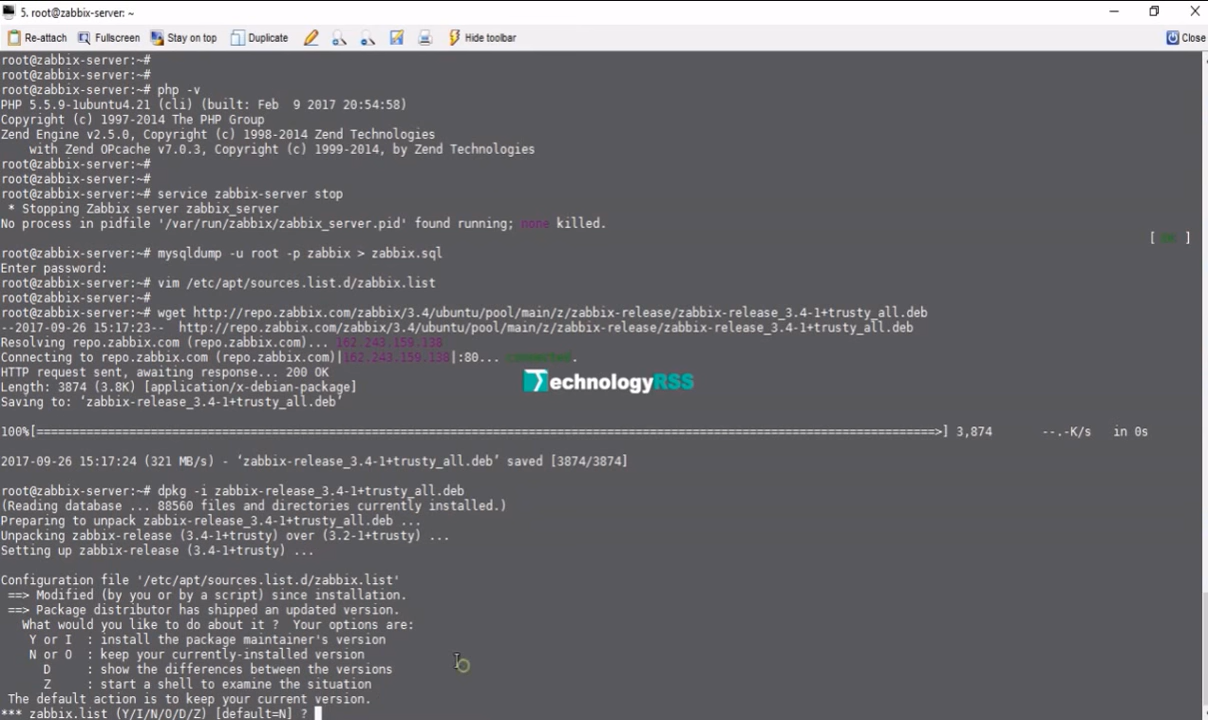 5. root@zabbix-server: ~
Re-attach Fullscreen Stay on top Duplicate Hide toolbar Close
root@zabbix-server:~#
root@zabbix-server:~#
root@zabbix-server:~# php -v
PHP 5.5.9-1ubuntu4.21 (cli) (built: Feb  9 2017 20:54:58)
Copyright (c) 1997-2014 The PHP Group
Zend Engine v2.5.0, Copyright (c) 1998-2014 Zend Technologies
    with Zend OPcache v7.0.3, Copyright (c) 1999-2014, by Zend Technologies
root@zabbix-server:~#
root@zabbix-server:~#
root@zabbix-server:~# service zabbix-server stop
 * Stopping Zabbix server zabbix_server
No process in pidfile '/var/run/zabbix/zabbix_server.pid' found running; none killed.
[ ok ]
root@zabbix-server:~# mysqldump -u root -p zabbix > zabbix.sql
Enter password:
root@zabbix-server:~# vim /etc/apt/sources.list.d/zabbix.list
root@zabbix-server:~#
root@zabbix-server:~# wget http://repo.zabbix.com/zabbix/3.4/ubuntu/pool/main/z/zabbix-release/zabbix-release_3.4-1+trusty_all.deb
--2017-09-26 15:17:23--  http://repo.zabbix.com/zabbix/3.4/ubuntu/pool/main/z/zabbix-release/zabbix-release_3.4-1+trusty_all.deb
Resolving repo.zabbix.com (repo.zabbix.com)... 162.243.159.138
Connecting to repo.zabbix.com (repo.zabbix.com)|162.243.159.138|:80... connected.
HTTP request sent, awaiting response... 200 OK
Length: 3874 (3.8K) [application/x-debian-package]
TechnologyRSS
Saving to: ‘zabbix-release_3.4-1+trusty_all.deb’
100%[==============================================================================================================================>] 3,874       --.-K/s   in 0s
2017-09-26 15:17:24 (321 MB/s) - ‘zabbix-release_3.4-1+trusty_all.deb’ saved [3874/3874]
root@zabbix-server:~# dpkg -i zabbix-release_3.4-1+trusty_all.deb
(Reading database ... 88560 files and directories currently installed.)
Preparing to unpack zabbix-release_3.4-1+trusty_all.deb ...
Unpacking zabbix-release (3.4-1+trusty) over (3.2-1+trusty) ...
Setting up zabbix-release (3.4-1+trusty) ...
Configuration file '/etc/apt/sources.list.d/zabbix.list'
 ==> Modified (by you or by a script) since installation.
 ==> Package distributor has shipped an updated version.
   What would you like to do about it ?  Your options are:
    Y or I  : install the package maintainer's version
    N or O  : keep your currently-installed version
      D     : show the differences between the versions
      Z     : start a shell to examine the situation
 The default action is to keep your current version.
*** zabbix.list (Y/I/N/O/D/Z) [default=N] ?